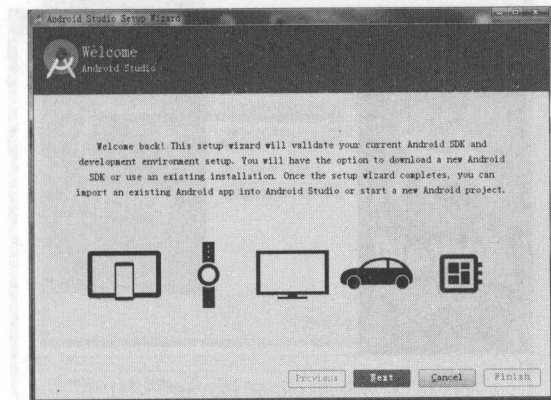 Android Studio Setup Wizard
Welcome
Android Studio
Welcome back! This setup wizard will validate your current Android SDK and
development environment setup. You will have the option to download a new Android
SDK or use an existing installation. Once the setup wizard completes, you can
import an existing Android app into Android Studio or start a new Android project.
Previous Next Cancel Finish